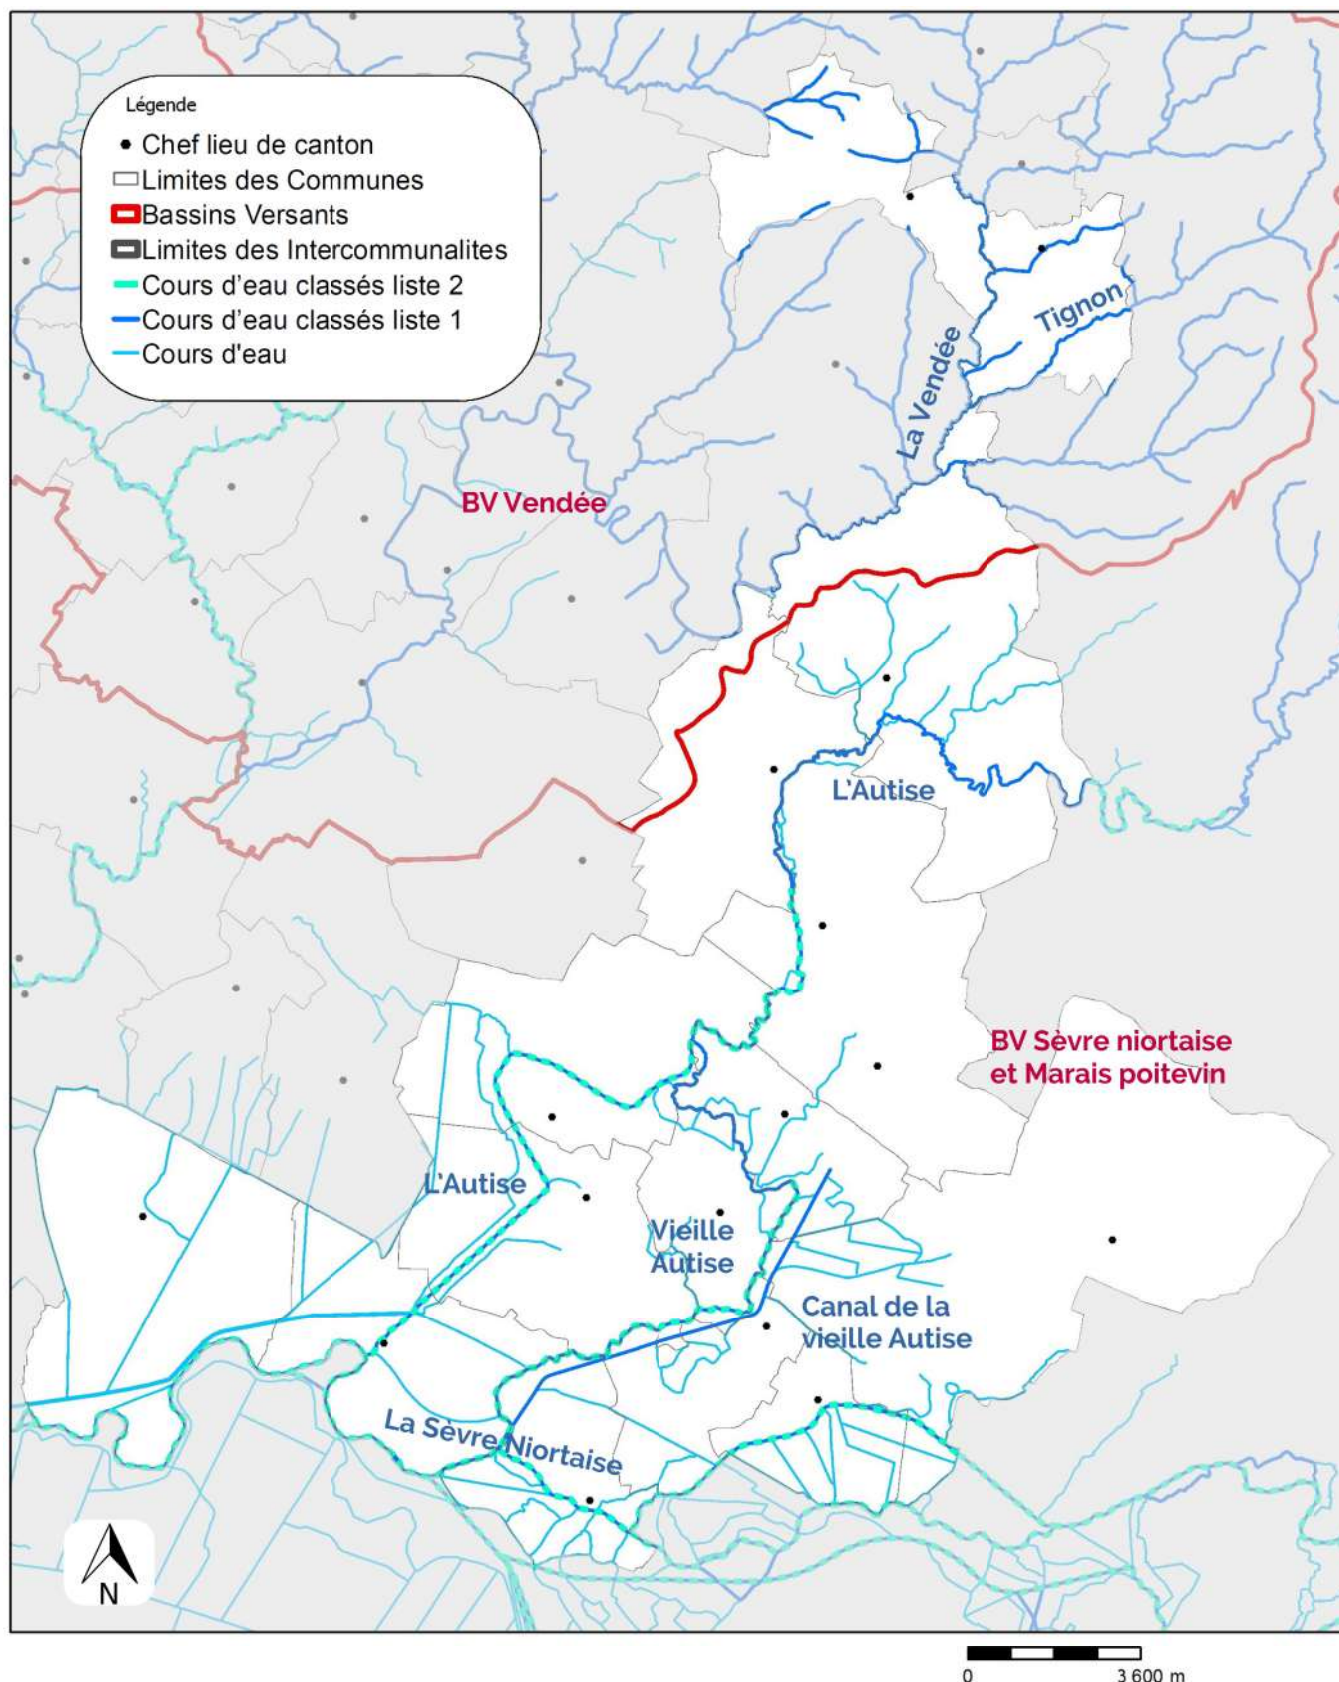 Légende
Chef lieu de canton
Limites des Communes
Bassins Versants
Limites des Intercommunalites
Cours d'eau classés liste 2
Cours d'eau classés liste 1
Cours d'eau
Tignon
La Vendée
BV Vendée
L'Autise
BV Sèvre niortaise
et Marais poitevin
L'Autise
Vieille
Autise
Canal de la
vieille Autise
La Sèvre Niortaise
N
0 3 600 m